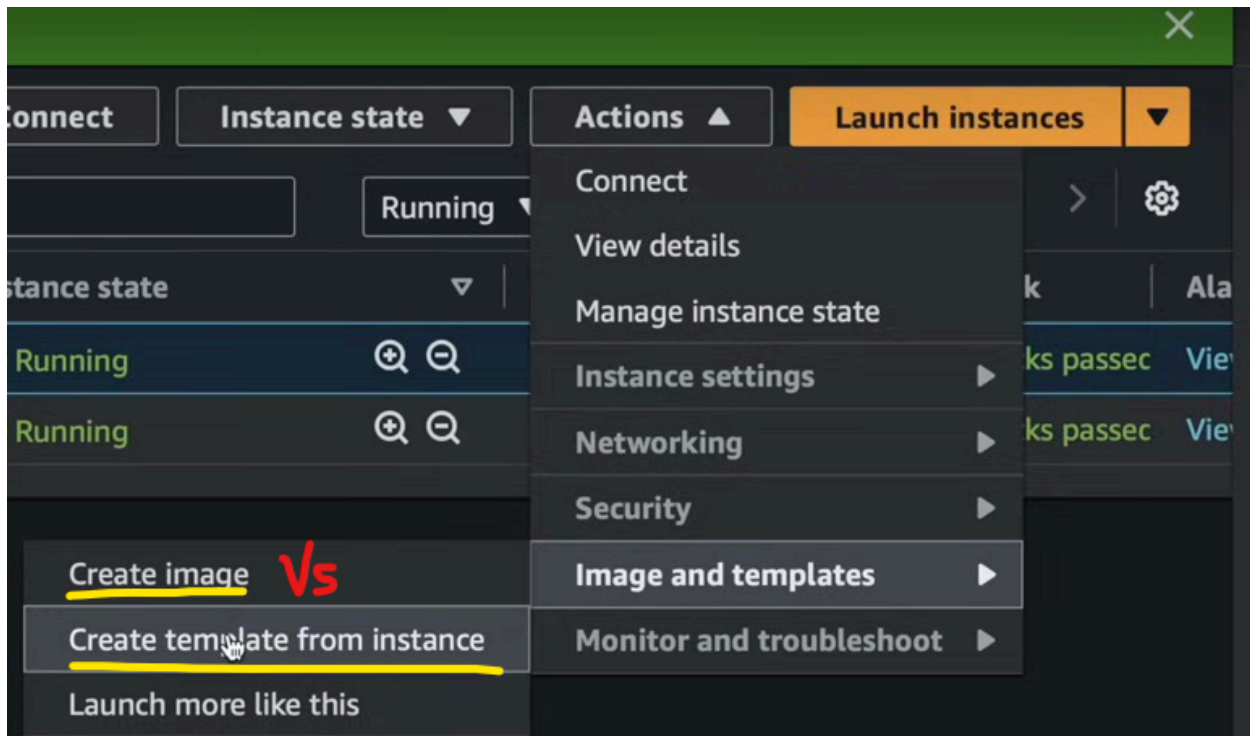 Connect Instance state Actions Launch instances
Running
Connect
View details
Manage instance state
stance state k Ala
Running ks passec Vie
Running ks passec Vie
Instance settings
Networking
Security
Image and templates
Monitor and troubleshoot
Create image Vs
Create template from instance
Launch more like this